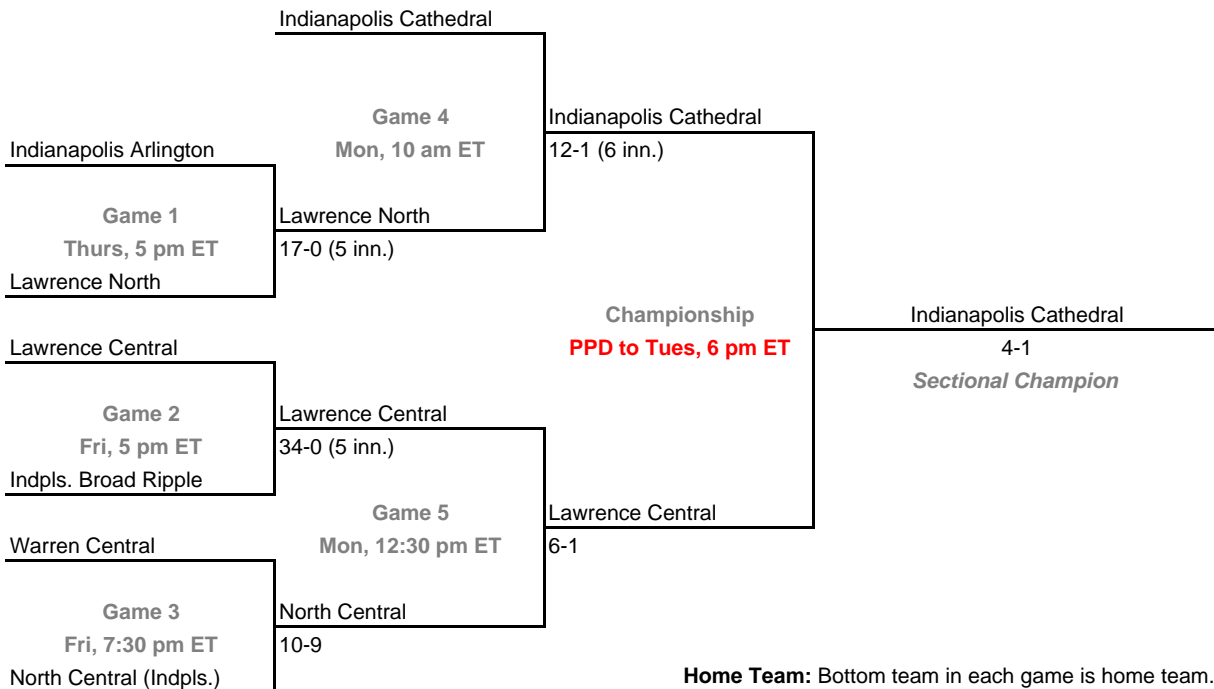 Indianapolis Cathedral
Game 4
Indianapolis Cathedral
Indianapolis Arlington
Mon, 10 am ET
12-1 (6 inn.)
Game 1
Lawrence North
Thurs, 5 pm ET
17-0 (5 inn.)
Lawrence North
Championship
Indianapolis Cathedral
Lawrence Central
PPD to Tues, 6 pm ET
4-1
Sectional Champion
Game 2
Lawrence Central
Fri, 5 pm ET
34-0 (5 inn.)
Indpls. Broad Ripple
Game 5
Lawrence Central
Warren Central
Mon, 12:30 pm ET
6-1
Game 3
North Central
Fri, 7:30 pm ET
10-9
North Central (Indpls.)
Home Team: Bottom team in each game is home team.